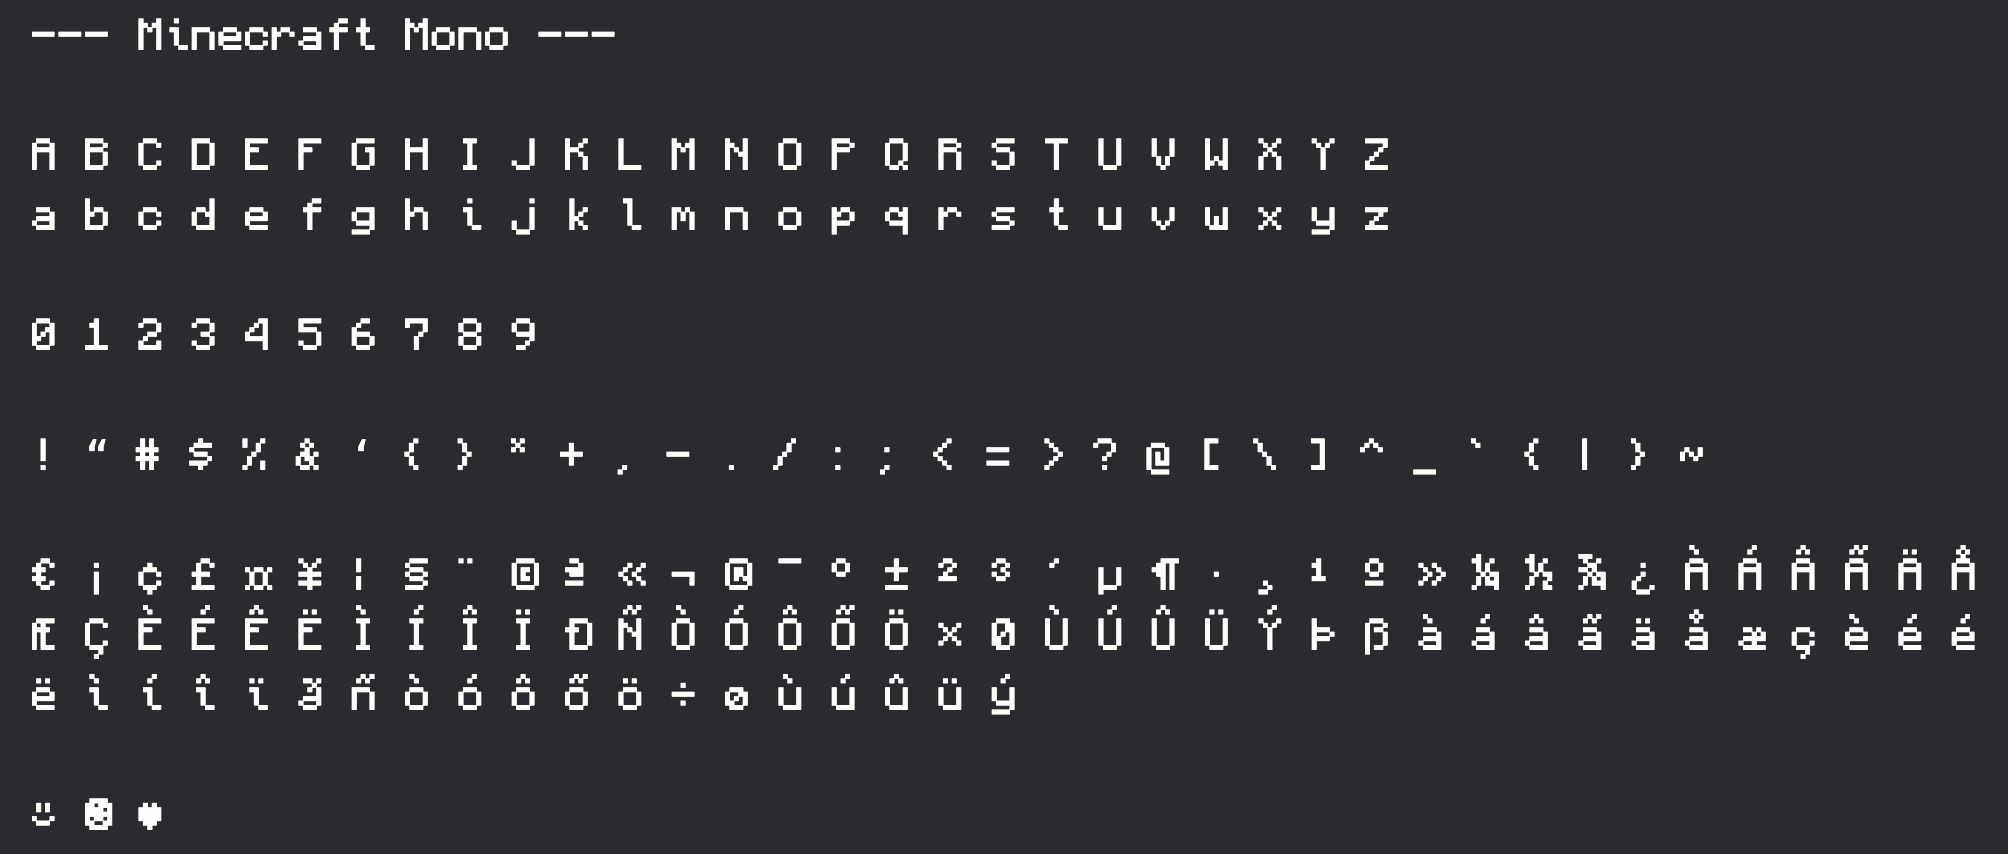 --- Minecraft Mono ---
A B C D E F G H I J K L M N O P Q R S T U V W X Y Z
a b c d e f g h i j k l m n o p q r s t u v w x y z
0 1 2 3 4 5 6 7 8 9
! “ # $ % & ‘ { } * + , - . / : ; < = > ? @ [ \ ] ^ _ ` { | } ~
€ ¡ ¢ £ ¤ ¥ ¦ § ¨ © ª « ¬ ® ¯ º ± ² ³ ´ µ ¶ · ¸ ¹ º » ¼ ½ ¾ ¿ À Á Â Ã Ä Å
Æ Ç È É Ê Ë Ì Í Î Ï Ð Ñ Ò Ó Ô Õ Ö × Ø Ù Ú Û Ü Ý Þ ß à á â ã ä å æ ç è é é
ë ì í î ï ð ñ ò ó ô õ ö ÷ ø ù ú û ü ý
☺ ☻ ♥